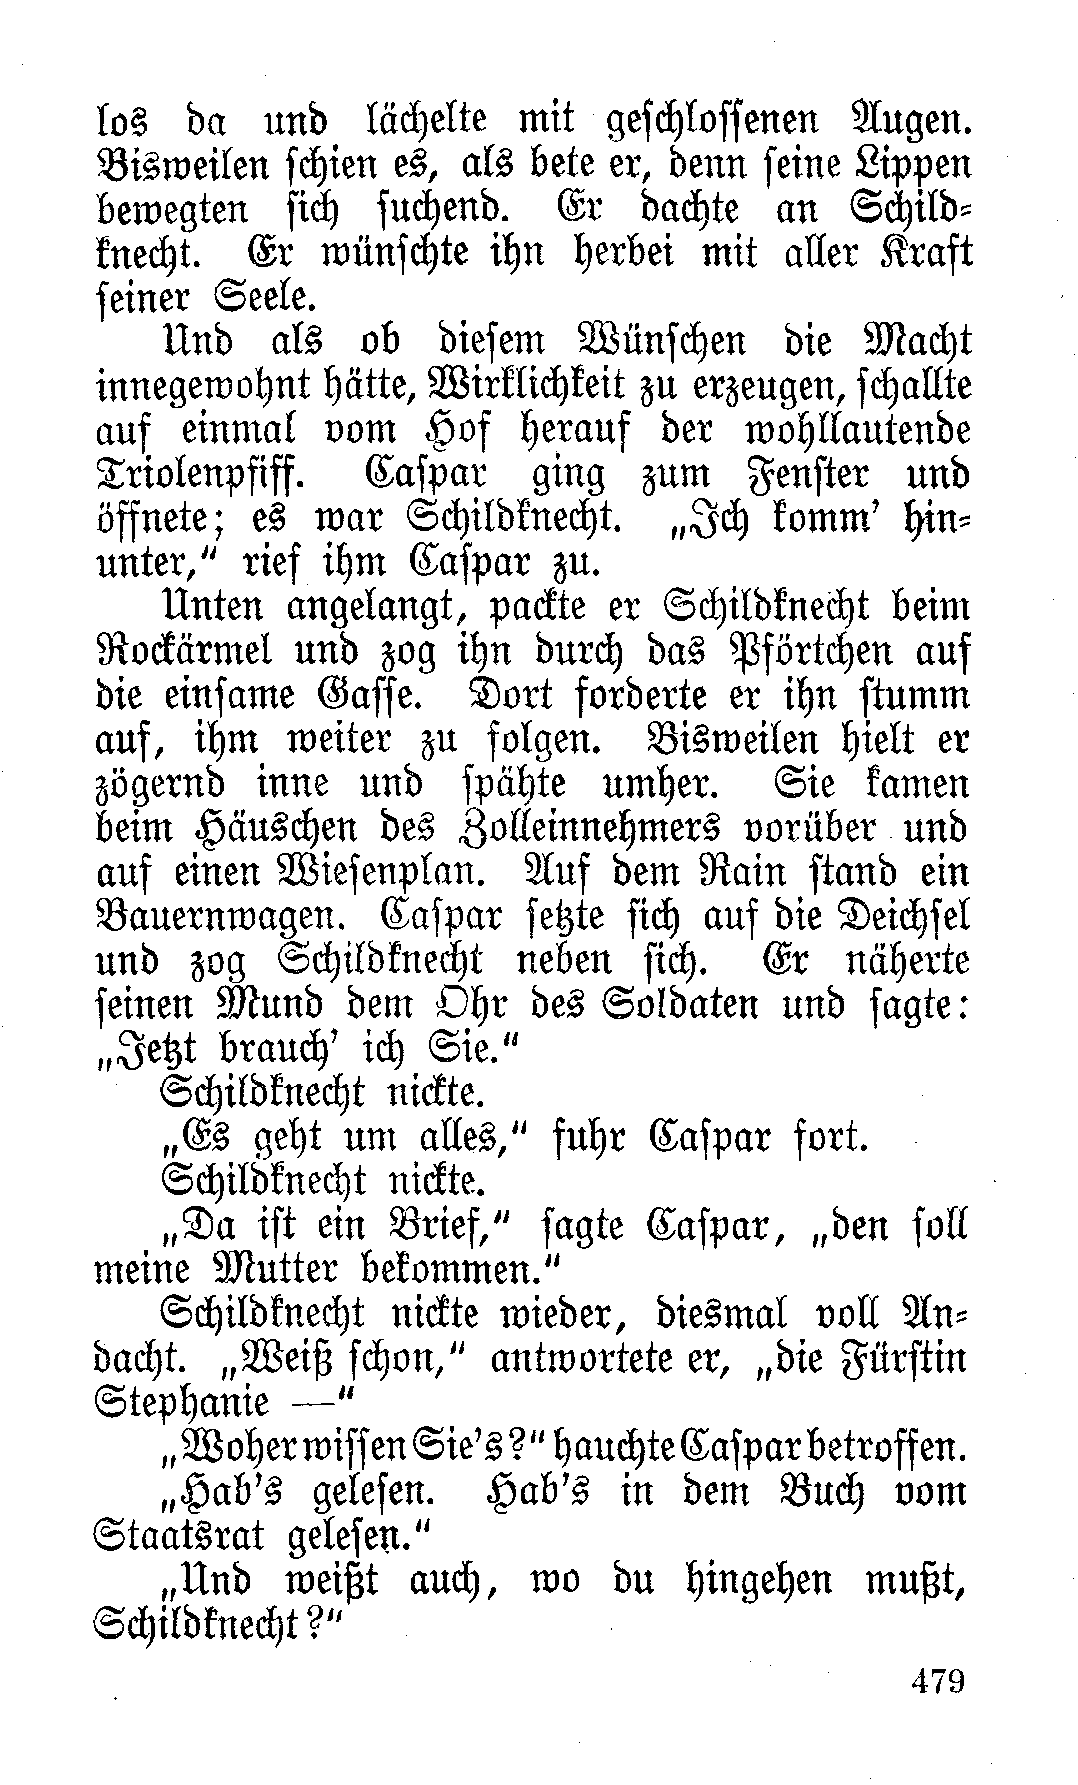 los da und lächelte mit geschlossenen Augen.
Bisweilen schien es, als bete er, denn seine Lippen
bewegten sich suchend. Er dachte an Schild-
knecht. Er wünschte ihn herbei mit aller Kraft
seiner Seele.
Und als ob diesem Wünschen die Macht
innegewohnt hätte, Wirklichkeit zu erzeugen, schallte
auf einmal vom Hof herauf der wohllautende
Triolenpfiff. Caspar ging zum Fenster und
öffnete; es war Schildknecht. „Ich komm' hin-
unter,“ rief ihm Caspar zu.
Unten angelangt, packte er Schildknecht beim
Rockärmel und zog ihn durch das Pförtchen auf
die einsame Gasse. Dort forderte er ihn stumm
auf, ihm weiter zu folgen. Bisweilen hielt er
zögernd inne und spähte umher. Sie kamen
beim Häuschen des Zolleinnehmers vorüber und
auf einen Wiesenplan. Auf dem Rain stand ein
Bauernwagen. Caspar setzte sich auf die Deichsel
und zog Schildknecht neben sich. Er näherte
seinen Mund dem Ohr des Soldaten und sagte:
„Jetzt brauch' ich Sie.“
Schildknecht nickte.
„Es geht um alles,“ fuhr Caspar fort.
Schildknecht nickte.
„Da ist ein Brief,“ sagte Caspar, „den soll
meine Mutter bekommen.“
Schildknecht nickte wieder, diesmal voll An-
dacht. „Weiß schon,“ antwortete er, „die Fürstin
Stephanie —“
„Woher wissen Sie's?“ hauchte Caspar betroffen.
„Hab's gelesen. Hab's in dem Buch vom
Staatsrat gelesen.“
„Und weißt auch, wo du hingehen mußt,
Schildknecht?“
479